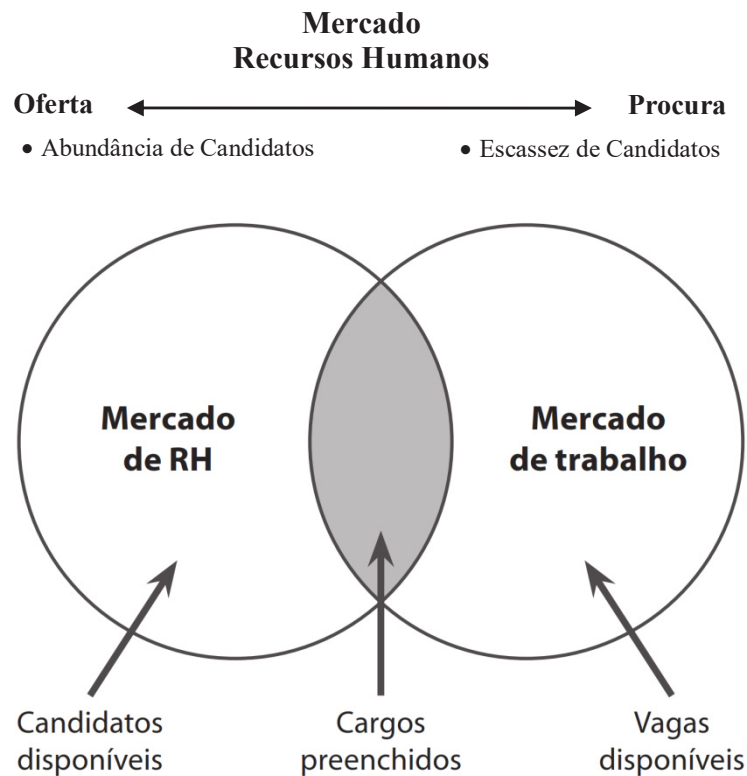 Mercado
Recursos Humanos
Oferta Procura
• Abundância de Candidatos • Escassez de Candidatos
Mercado
de RH
Mercado
de trabalho
Candidatos
disponíveis
Cargos
preenchidos
Vagas
disponíveis